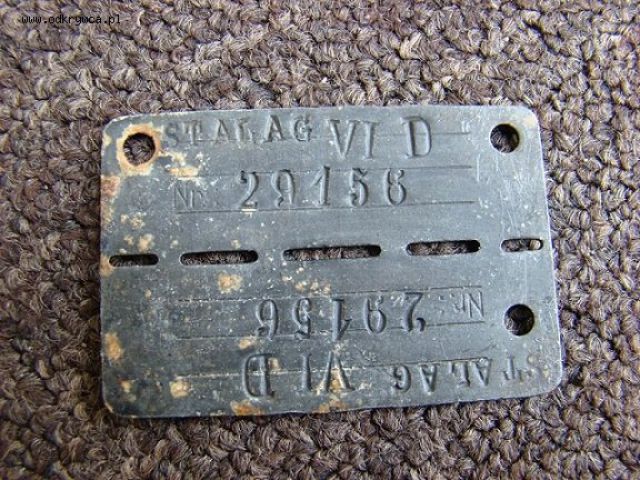 www.odkrywca.pl
STALAG VI D
Nr. 29156
Nr. 29156
STALAG VI D